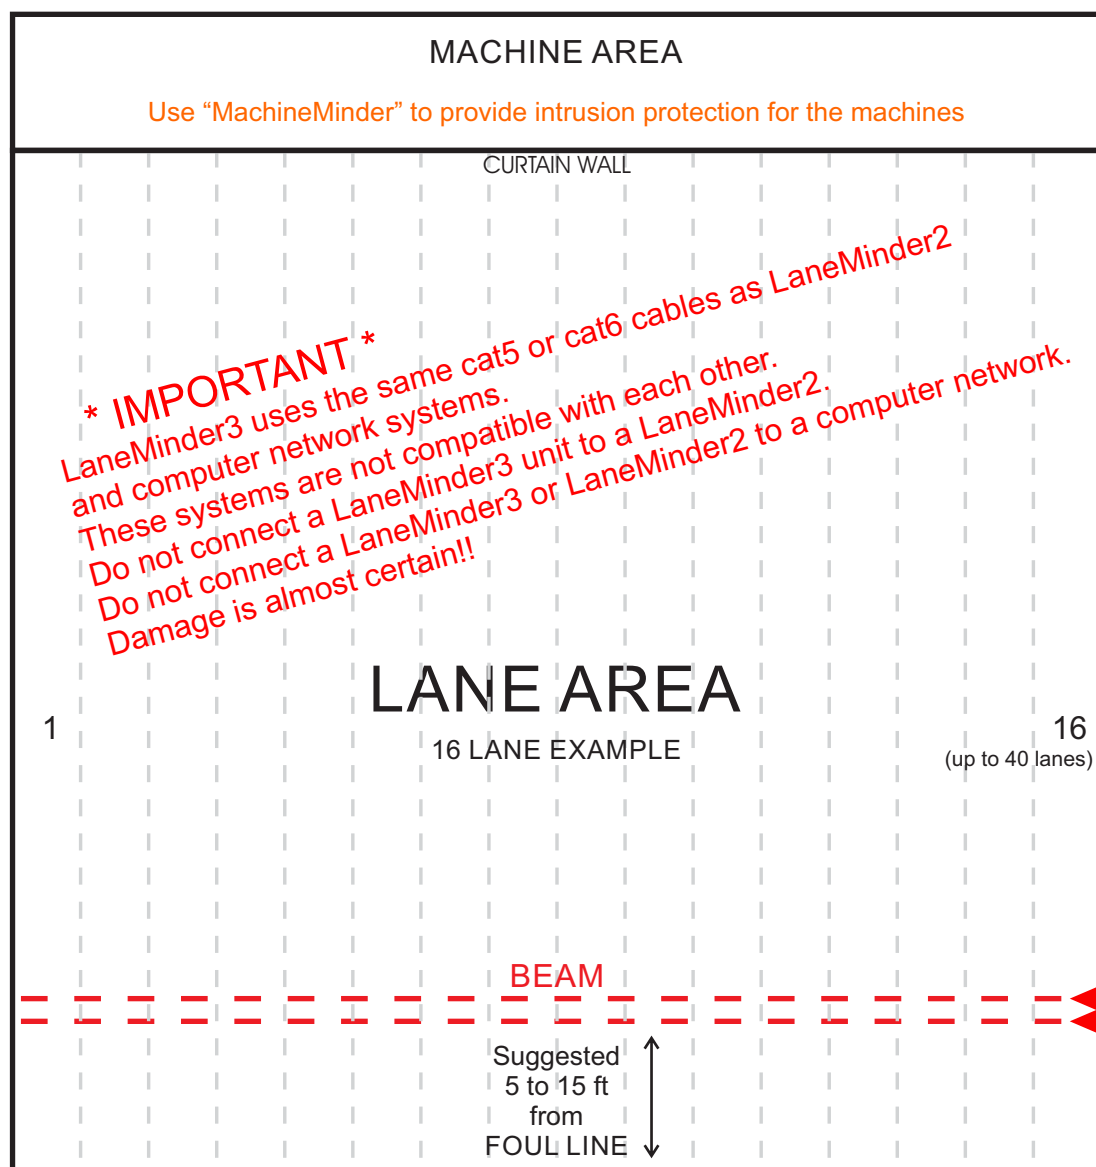 MACHINE AREA
Use “MachineMinder” to provide intrusion protection for the machines
CURTAIN WALL
* IMPORTANT *
LaneMinder3 uses the same cat5 or cat6 cables as LaneMinder2
and computer network systems.
These systems are not compatible with each other.
Do not connect a LaneMinder3 unit to a LaneMinder2.
Do not connect a LaneMinder3 or LaneMinder2 to a computer network.
Damage is almost certain!!
LANE AREA
1
16
16 LANE EXAMPLE
(up to 40 lanes)
BEAM
Suggested
5 to 15 ft
from
FOUL LINE